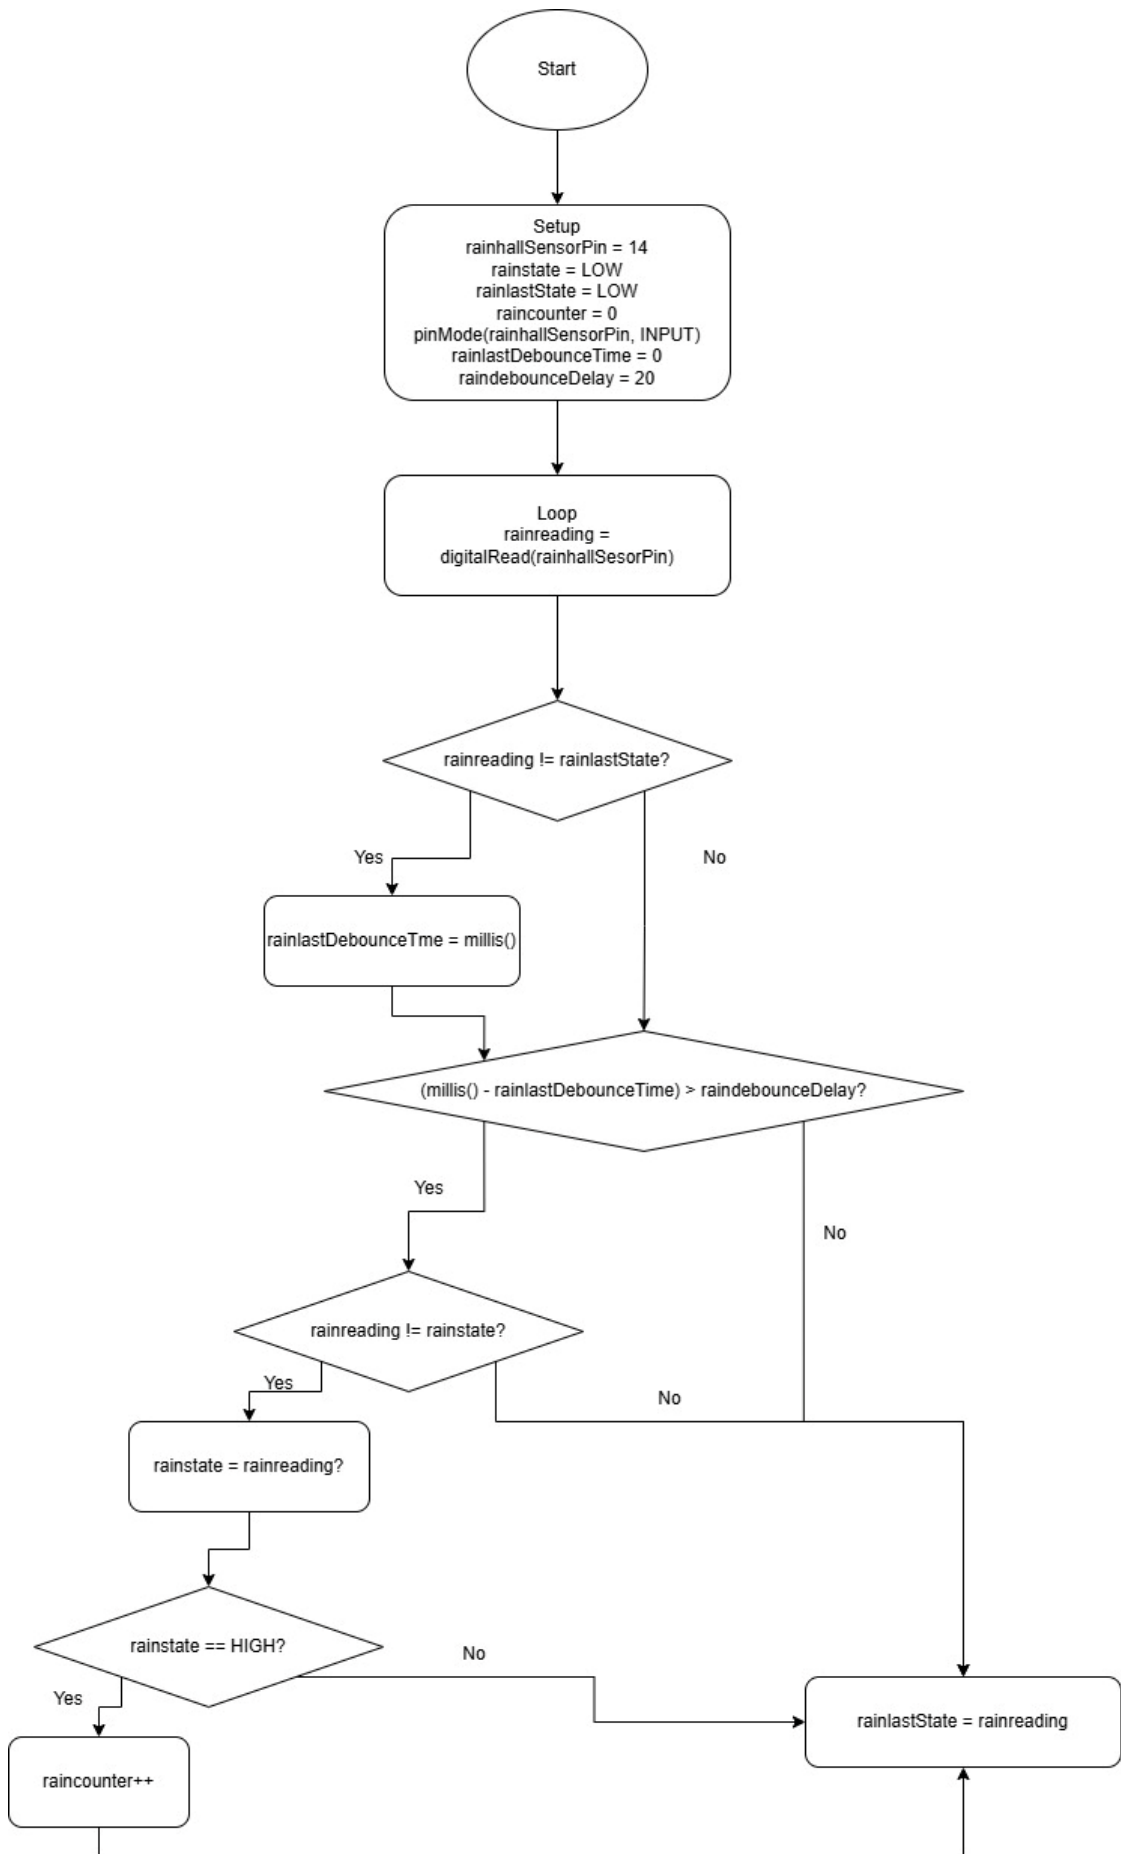 Start
Setup
rainhallSensorPin = 14
rainstate = LOW
rainlastState = LOW
raincounter = 0
pinMode(rainhallSensorPin, INPUT)
rainlastDebounceTime = 0
raindebounceDelay = 20
Loop
rainreading =
digitalRead(rainhallSesorPin)
rainreading != rainlastState?
Yes
No
rainlastDebounceTme = millis()
(millis() - rainlastDebounceTime) > raindebounceDelay?
Yes
No
rainreading != rainstate?
Yes
No
rainstate = rainreading?
rainstate == HIGH?
No
Yes
rainlastState = rainreading
raincounter++